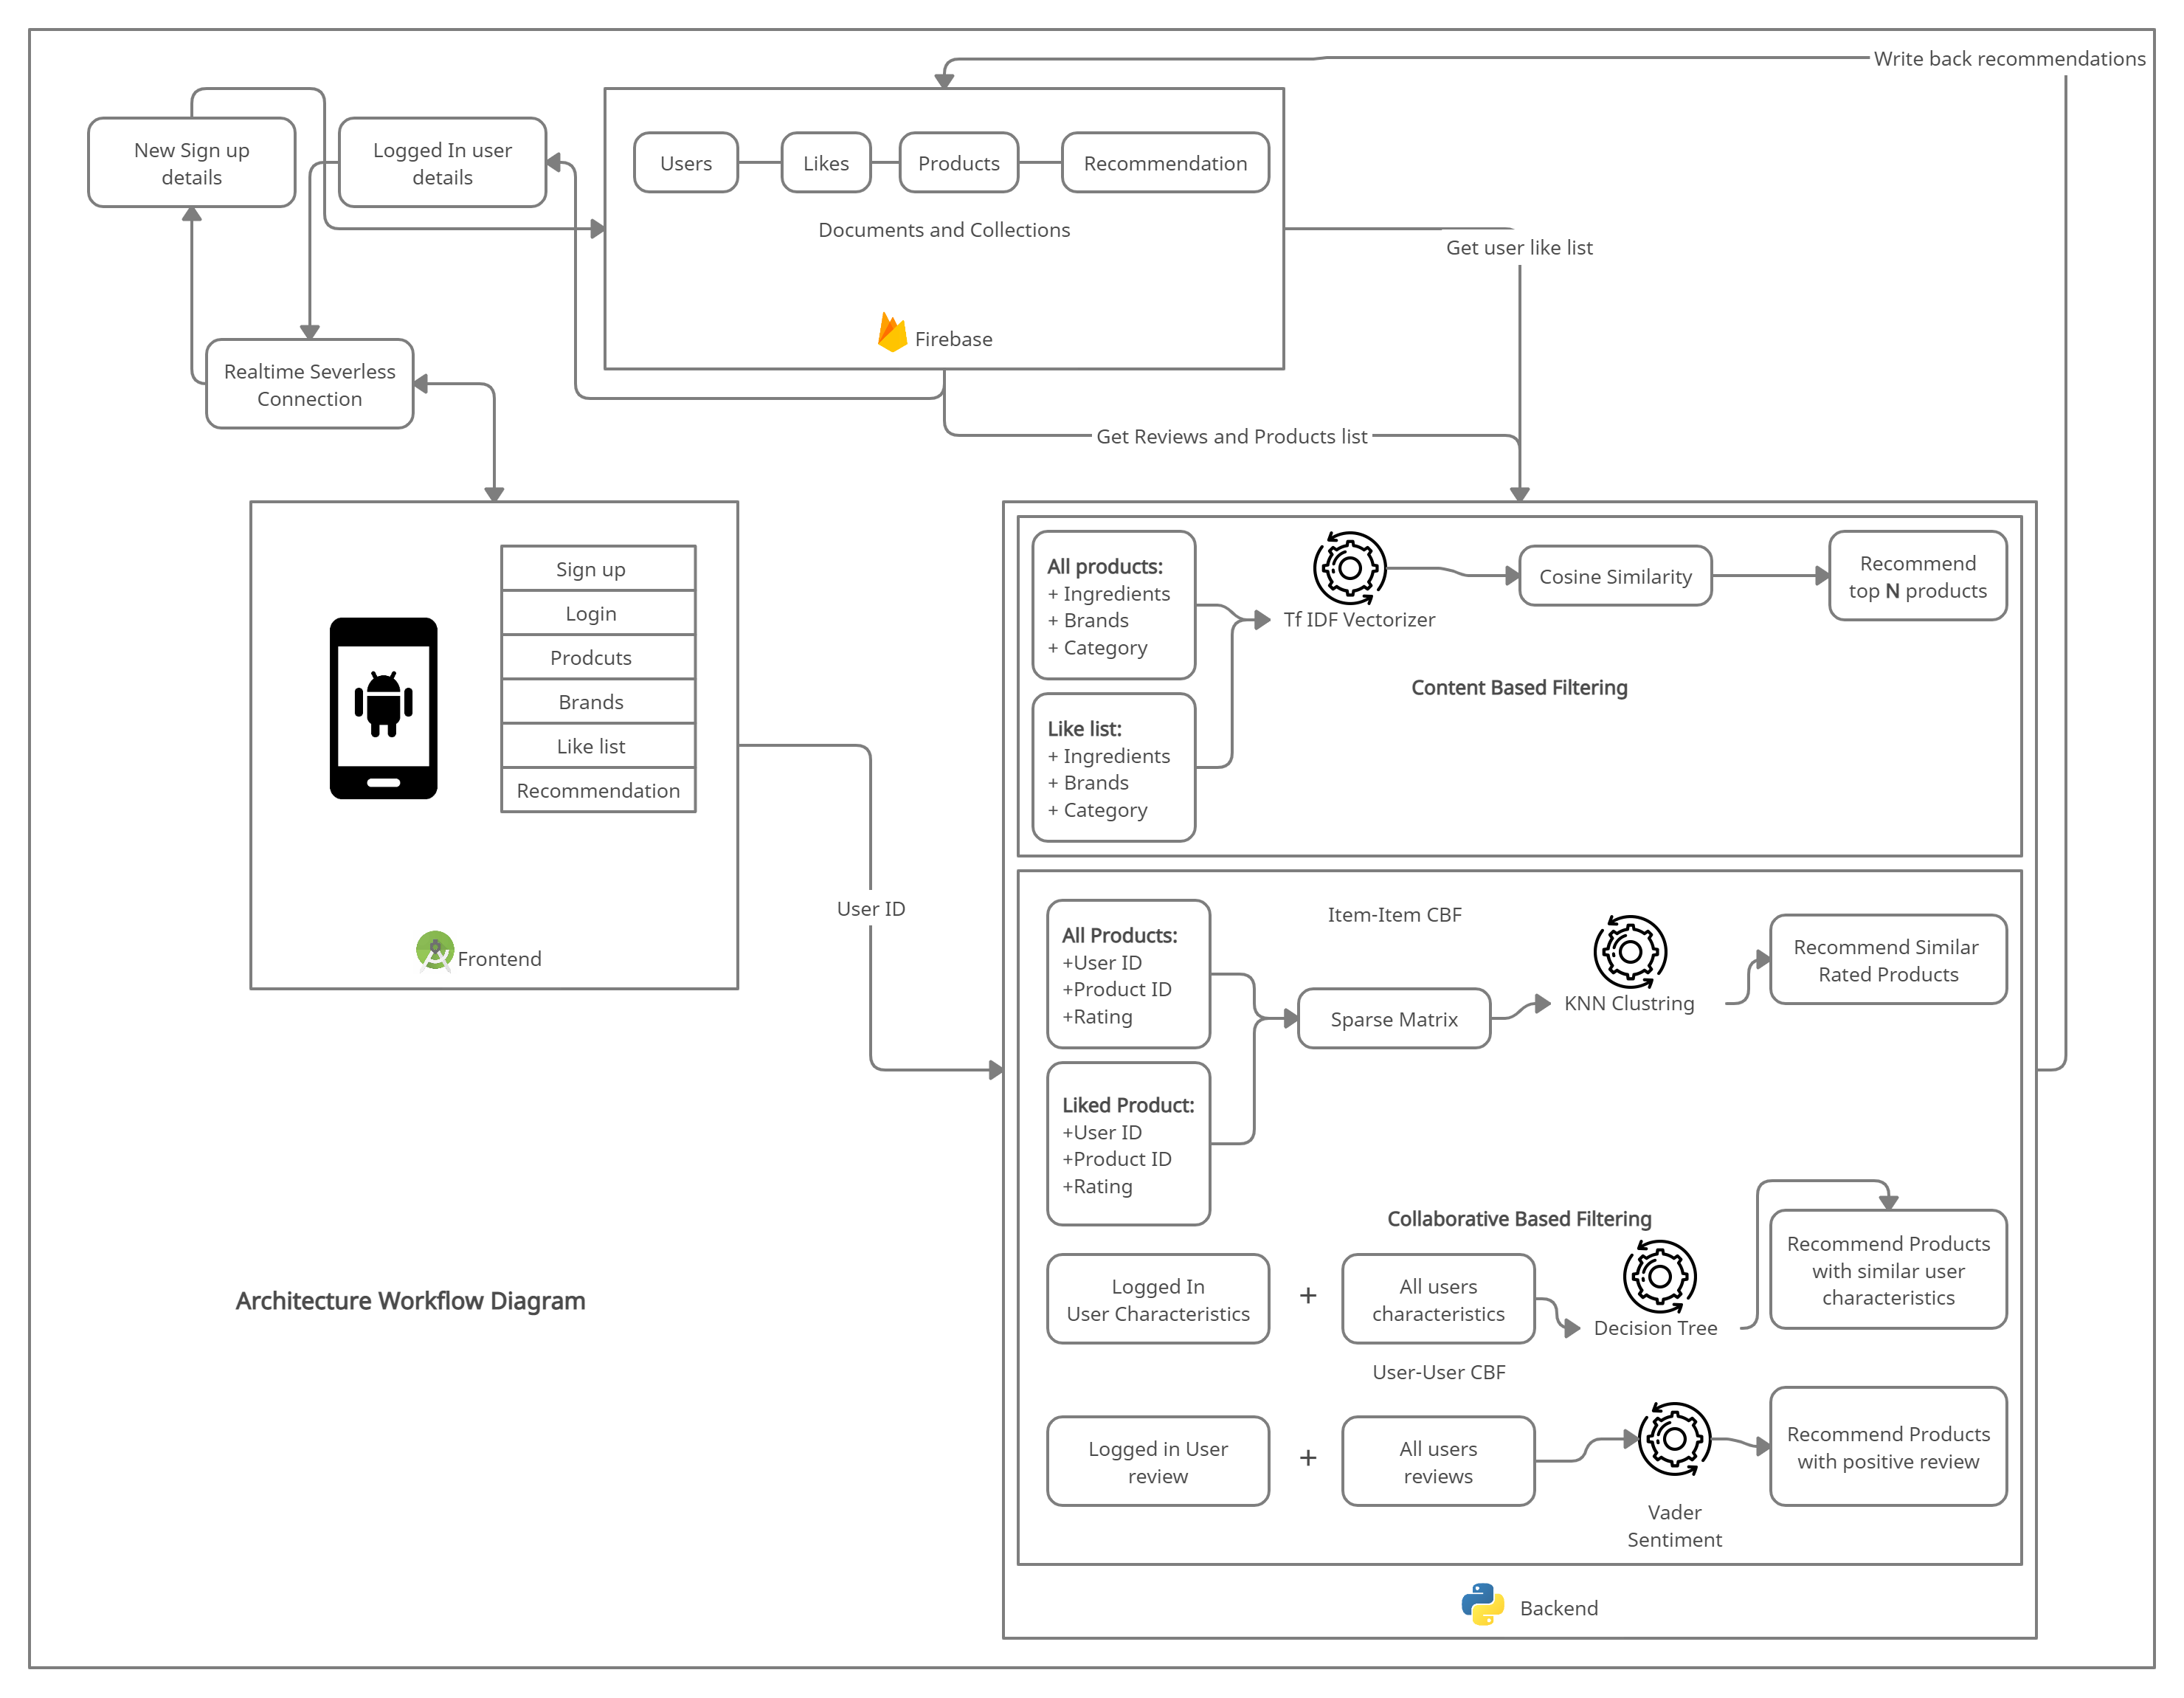 Write back recommendations
New Sign up
details
Logged In user
details
Users
Likes
Products
Recommendation
Documents and Collections
Firebase
Get user like list
Realtime Severless
Connection
Get Reviews and Products list
Sign up
Login
Prodcuts
Brands
Like list
Recommendation
Frontend
User ID
All products:
+ Ingredients
+ Brands
+ Category
Like list:
+ Ingredients
+ Brands
+ Category
Tf IDF Vectorizer
Cosine Similarity
Recommend
top N products
Content Based Filtering
All Products:
+User ID
+Product ID
+Rating
Liked Product:
+User ID
+Product ID
+Rating
Item-Item CBF
Sparse Matrix
KNN Clustring
Recommend Similar
Rated Products
Collaborative Based Filtering
Logged In
User Characteristics
+
All users
characteristics
Decision Tree
Recommend Products
with similar user
characteristics
User-User CBF
Logged in User
review
+
All users
reviews
Vader
Sentiment
Recommend Products
with positive review
Backend
Architecture Workflow Diagram